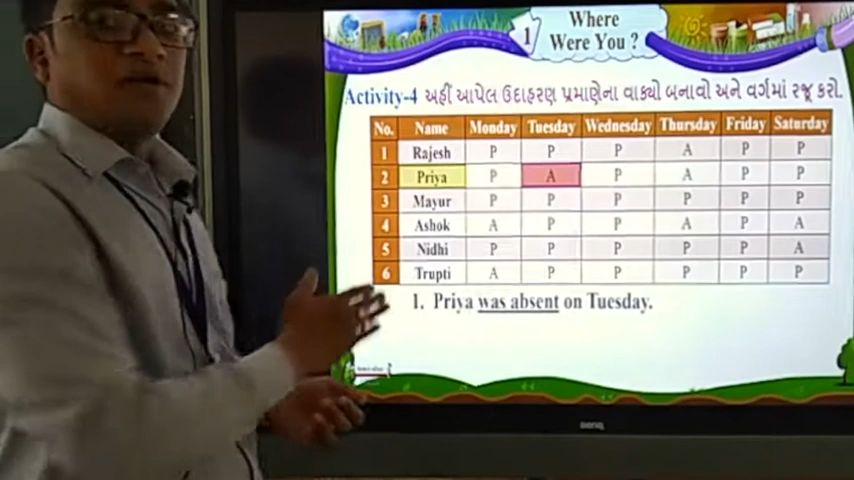 1
Where
Were You ?
Activity-4 અહીં આપેલ ઉદાહરણ પ્રમાણેના વાક્યો બનાવો અને વર્ગમાં રજૂ કરો.
No. Name Monday Tuesday Wednesday Thursday Friday Saturday
1 Rajesh P P P A P P
2 Priya P A P A P P
3 Mayur P P P P P P
4 Ashok A P P A P A
5 Nidhi P P P P P A
6 Trupti A P P P P P
1. Priya was absent on Tuesday.
BenQ